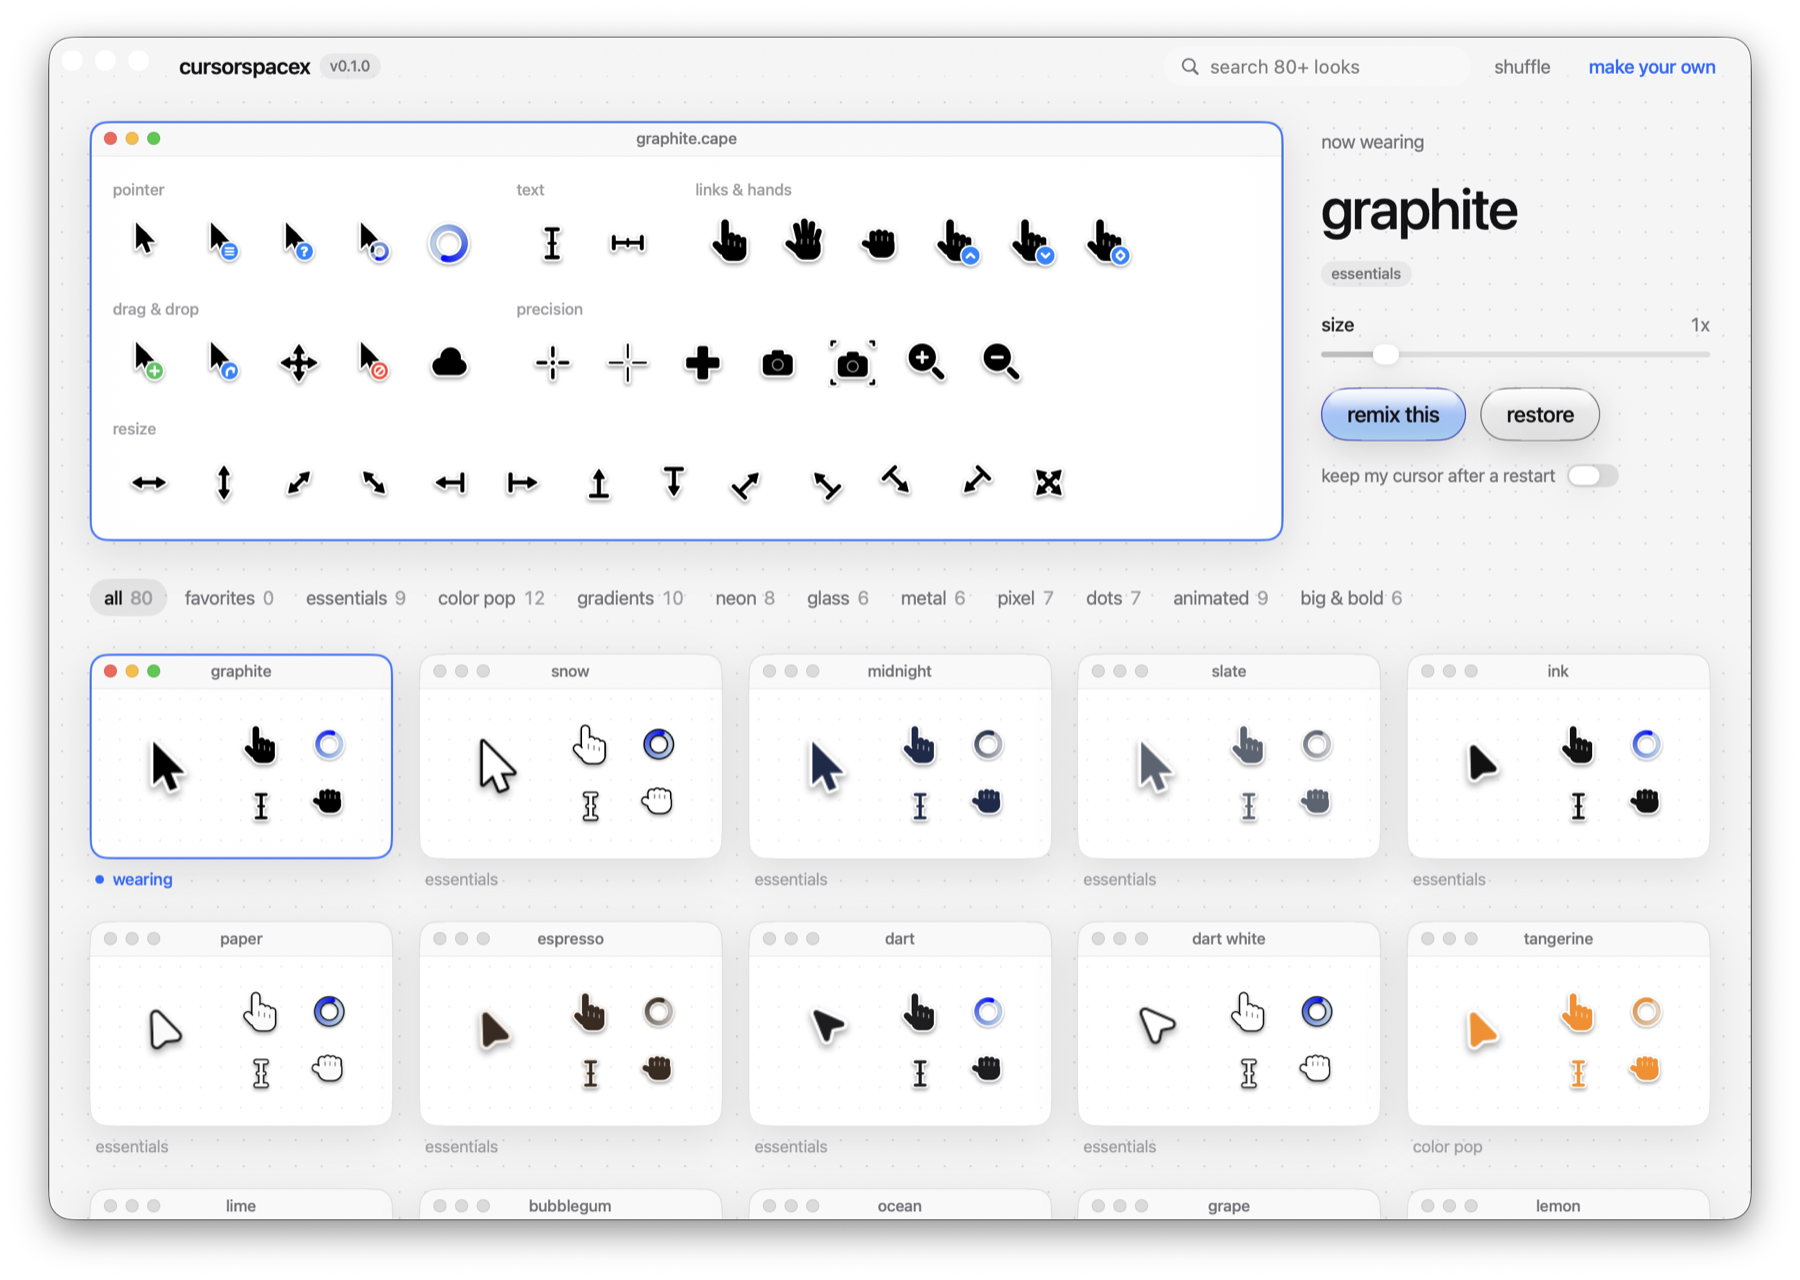 cursorspacex v0.1.0
search 80+ looks
shuffle
make your own
graphite.cape
pointer
text
links & hands
drag & drop
precision
resize
now wearing
graphite
essentials
size 1x
remix this
restore
keep my cursor after a restart
all 80
favorites 0
essentials 9
color pop 12
gradients 10
neon 8
glass 6
metal 6
pixel 7
dots 7
animated 9
big & bold 6
graphite
wearing
snow
essentials
midnight
essentials
slate
essentials
ink
essentials
paper
essentials
espresso
essentials
dart
essentials
dart white
essentials
tangerine
color pop
lime
bubblegum
ocean
grape
lemon